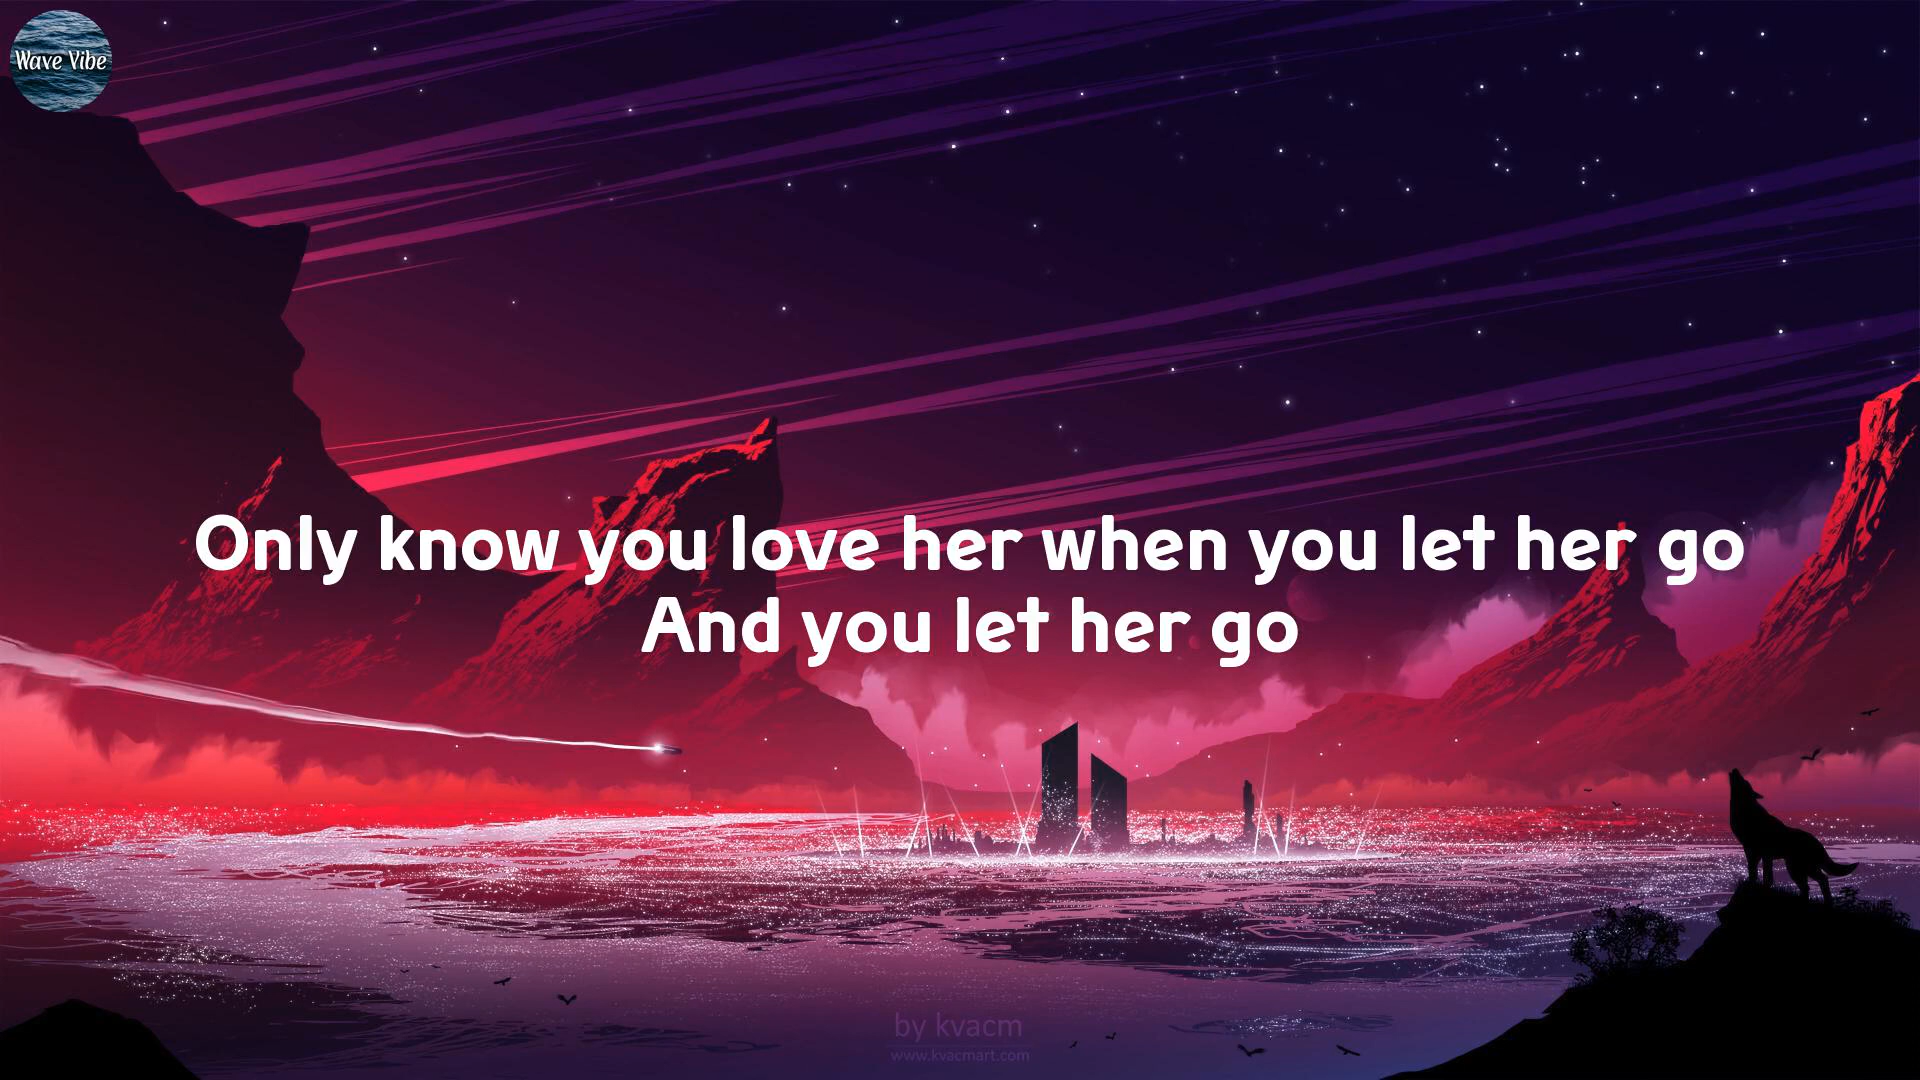 Wave Vibe
Only know you love her when you let her go
And you let her go
by kvacm
www.kvacmart.com